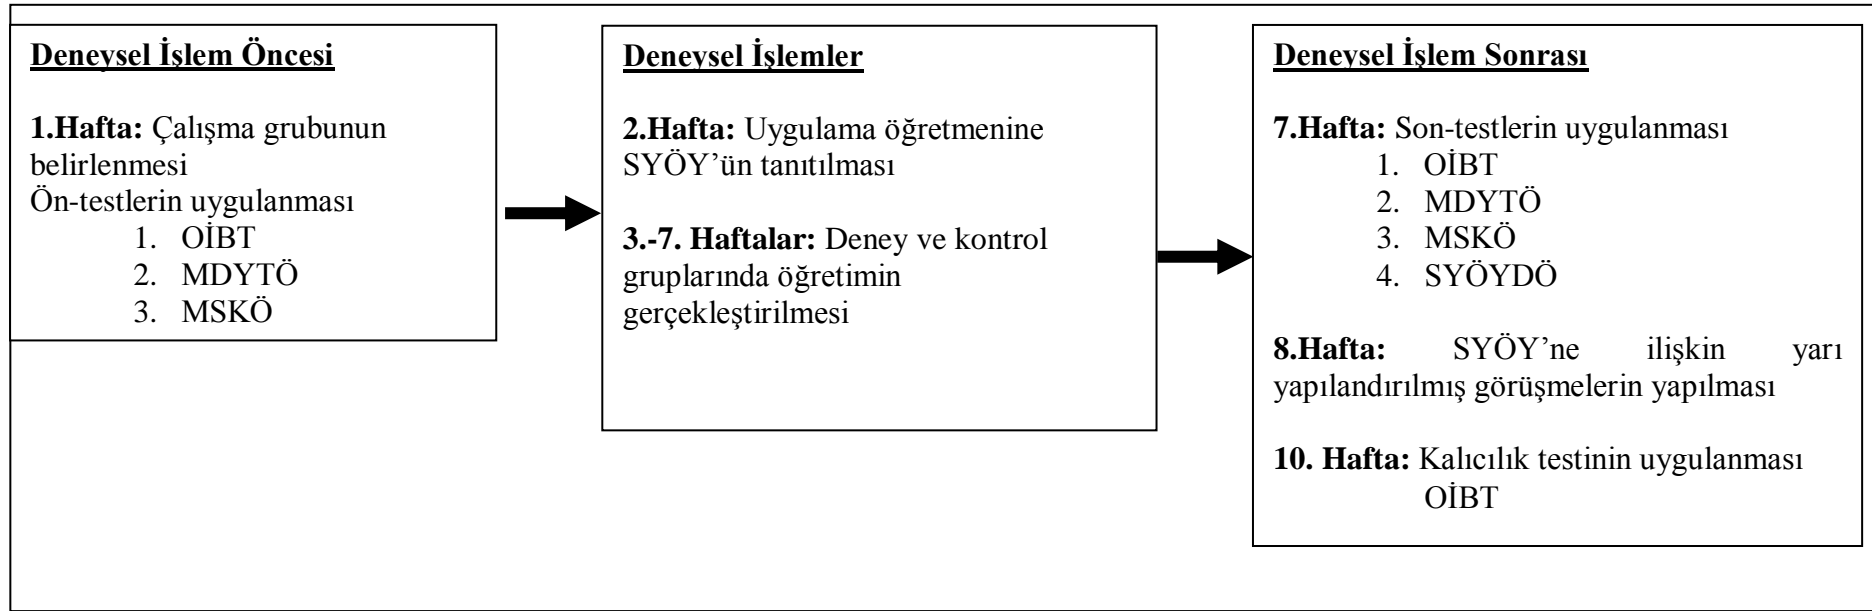 Deneysel İşlem Öncesi
1.Hafta: Çalışma grubunun
belirlenmesi
Ön-testlerin uygulanması
1. OİBT
2. MDYTÖ
3. MSKÖ
Deneysel İşlemler
2.Hafta: Uygulama öğretmenine
SYÖY’ün tanıtılması
3.-7. Haftalar: Deney ve kontrol
gruplarında öğretimin
gerçekleştirilmesi
Deneysel İşlem Sonrası
7.Hafta: Son-testlerin uygulanması
1. OİBT
2. MDYTÖ
3. MSKÖ
4. SYÖYDÖ
8.Hafta: SYÖY’ne ilişkin yarı
yapılandırılmış görüşmelerin yapılması
10. Hafta: Kalıcılık testinin uygulanması
OİBT